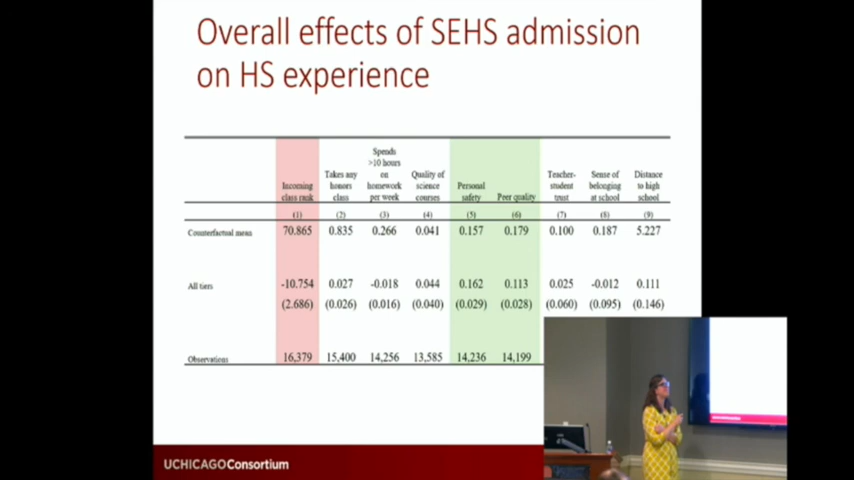 Overall effects of SEHS admission
on HS experience
Spends
Takes any >10 hours Quality of Teacher- Sense of Distance
honors on science student belonging to high
Incoming class rank class homework per week courses Personal safety Peer quality trust at school school
(1) (2) (3) (4) (5) (6) (7) (8) (9)
Counterfactual mean 70.865 0.835 0.266 0.041 0.157 0.179 0.100 0.187 5.227
All tiers -10.754 0.027 -0.018 0.044 0.162 0.113 0.025 -0.012 0.111
(2.686) (0.026) (0.016) (0.040) (0.029) (0.028) (0.060) (0.095) (0.146)
Observations 16,379 15,400 14,256 13,585 14,236 14,199
UCHICAGOConsortium